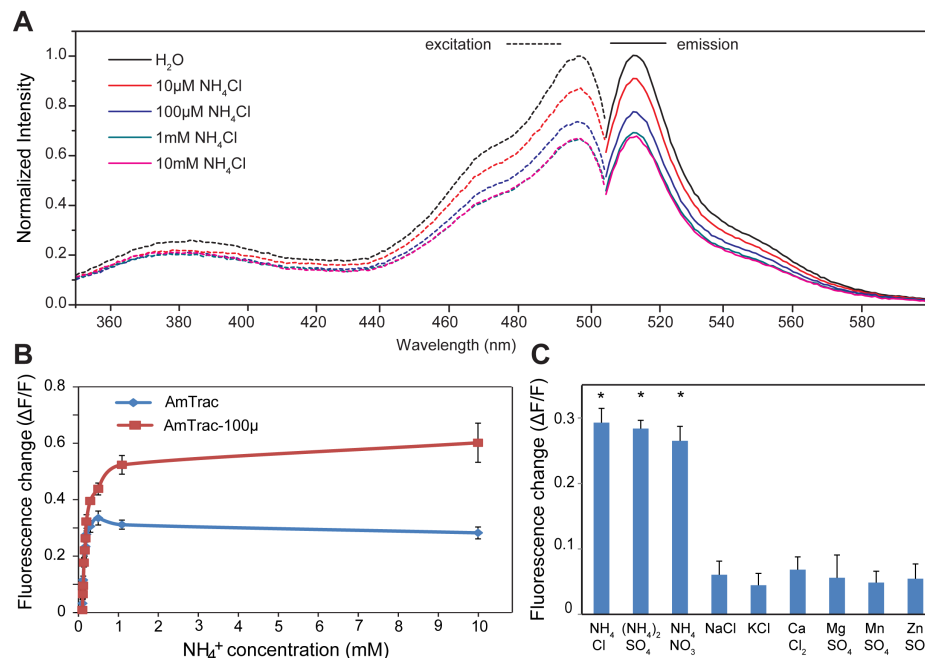 A
excitation
emission
H₂O
10µM NH₄Cl
100µM NH₄Cl
1mM NH₄Cl
10mM NH₄Cl
Normalized Intensity
1.0
0.8
0.6
0.4
0.2
0.0
360 380 400 420 440 460 480 500 520 540 560 580
Wavelength (nm)
B
Fluorescence change (ΔF/F)
0.8
0.6
0.4
0.2
0
AmTrac
AmTrac-100µ
0 1 2 3 4 5 6 7 8 9 10
NH₄⁺ concentration (mM)
C
Fluorescence change (ΔF/F)
0.3
0.1
0
* * *
NH₄ (NH₄)₂ NH₄ NaCl KCl Ca Mg Mn Zn
Cl SO₄ NO₃ Cl₂ SO₄ SO₄ SO